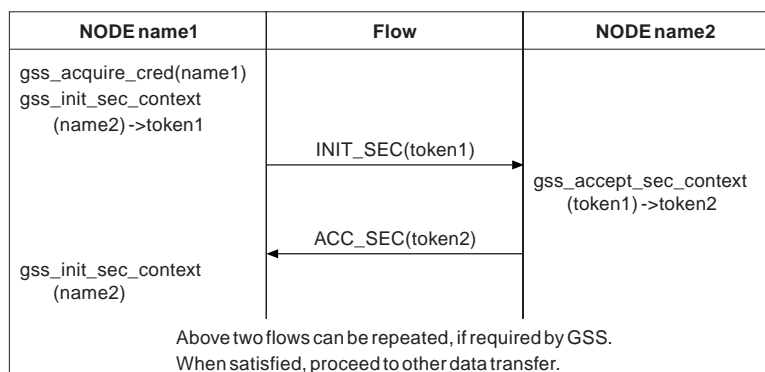 NODE name1
Flow
NODE name2
gss_acquire_cred(name1)
gss_init_sec_context
(name2) ->token1
INIT_SEC(token1)
gss_accept_sec_context
(token1) ->token2
ACC_SEC(token2)
gss_init_sec_context
(name2)
Above two flows can be repeated, if required by GSS.
When satisfied, proceed to other data transfer.